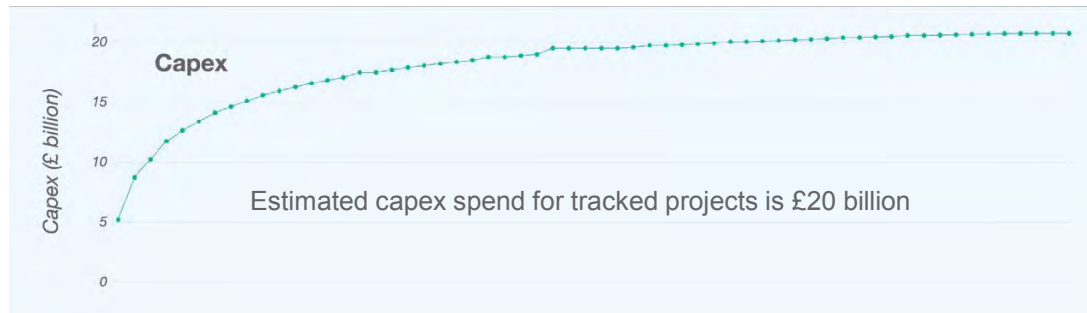 20
Capex
15
Capex (£ billion)
10
Estimated capex spend for tracked projects is £20 billion
5
0